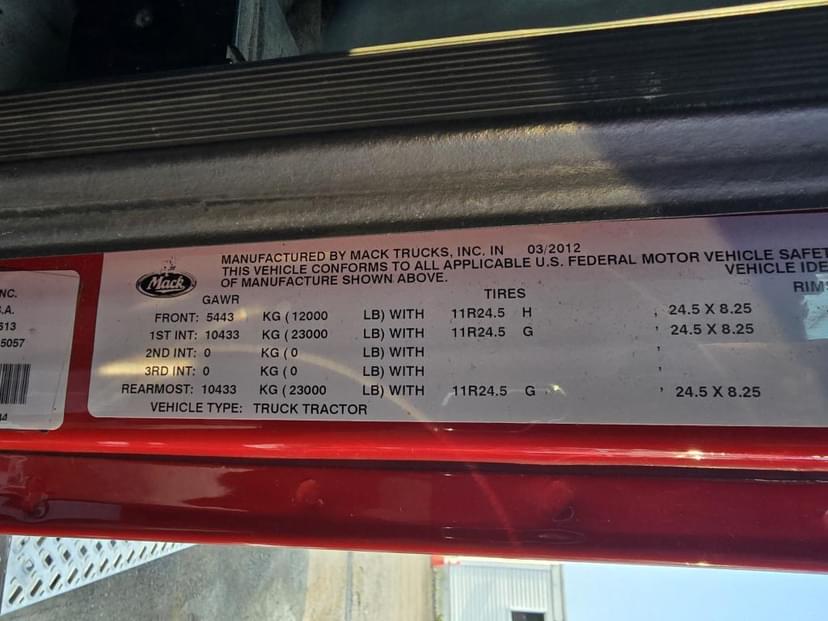 MANUFACTURED BY MACK TRUCKS, INC. IN 03/2012
THIS VEHICLE CONFORMS TO ALL APPLICABLE U.S. FEDERAL MOTOR VEHICLE SAFET
OF MANUFACTURE SHOWN ABOVE. VEHICLE IDE
Mack
GAWR TIRES RIMS
FRONT: 5443 KG ( 12000 LB) WITH 11R24.5 H , 24.5 X 8.25
1ST INT: 10433 KG ( 23000 LB) WITH 11R24.5 G , 24.5 X 8.25
2ND INT: 0 KG ( 0 LB) WITH ,
3RD INT: 0 KG ( 0 LB) WITH ,
REARMOST: 10433 KG ( 23000 LB) WITH 11R24.5 G , 24.5 X 8.25
VEHICLE TYPE: TRUCK TRACTOR
NC.
.A.
613
5057